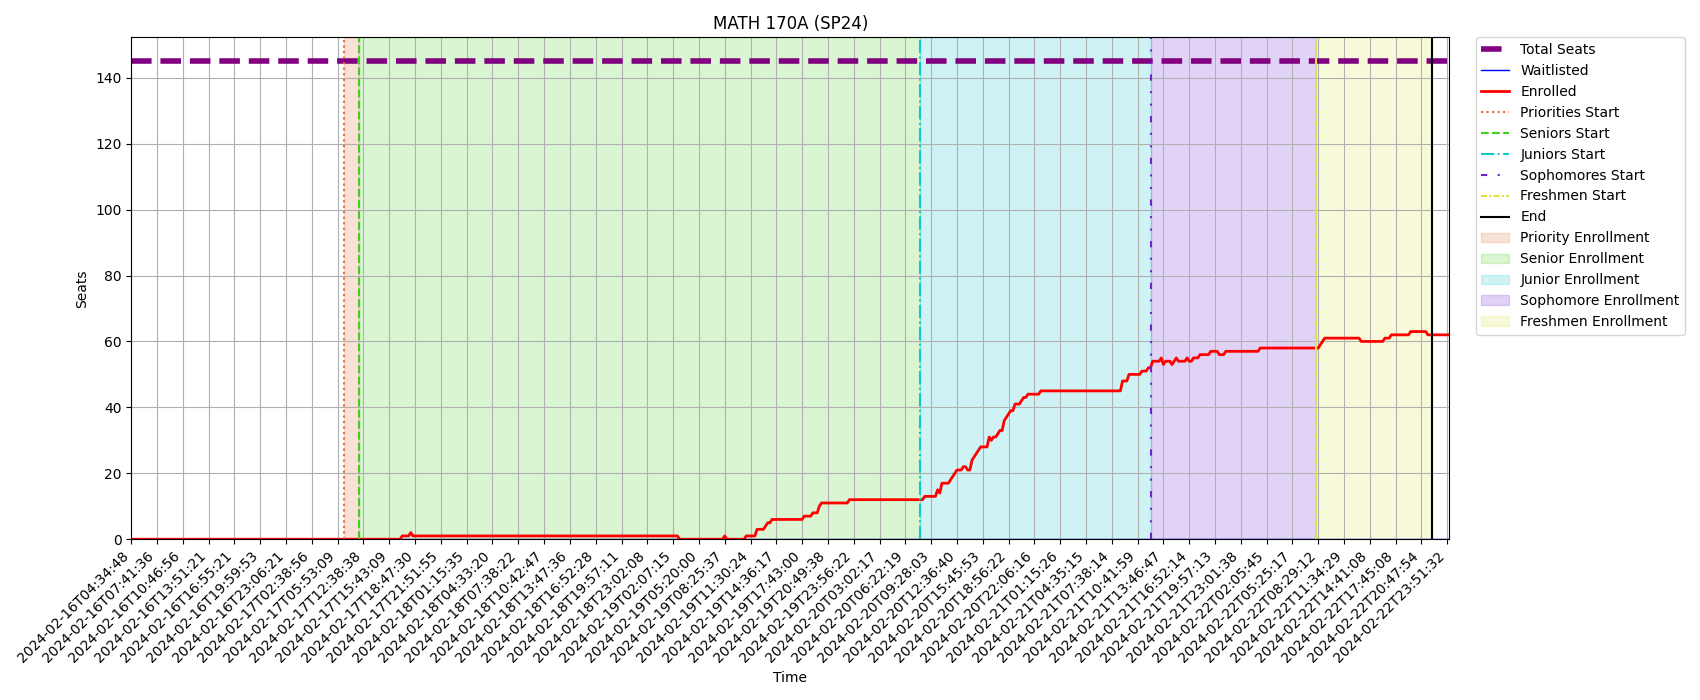 MATH 170A (SP24)
Seats
140
120
100
80
60
40
20
0
2024-02-16T04:34:48
2024-02-16T07:41:36
2024-02-16T10:46:56
2024-02-16T13:51:21
2024-02-16T16:55:21
2024-02-16T19:59:53
2024-02-16T23:06:21
2024-02-17T02:38:56
2024-02-17T05:53:09
2024-02-17T12:38:38
2024-02-17T15:43:09
2024-02-17T18:47:30
2024-02-17T21:51:55
2024-02-18T01:15:35
2024-02-18T04:33:20
2024-02-18T07:38:22
2024-02-18T10:42:47
2024-02-18T13:47:36
2024-02-18T16:52:28
2024-02-18T19:57:11
2024-02-18T23:02:08
2024-02-19T02:07:15
2024-02-19T05:20:00
2024-02-19T08:25:37
2024-02-19T11:30:24
2024-02-19T14:36:17
2024-02-19T17:43:00
2024-02-19T20:49:38
2024-02-19T23:56:22
2024-02-20T03:02:17
2024-02-20T06:22:19
2024-02-20T09:28:03
2024-02-20T12:36:40
2024-02-20T15:45:53
2024-02-20T18:56:22
2024-02-20T22:06:16
2024-02-21T01:15:26
2024-02-21T04:35:15
2024-02-21T07:38:14
2024-02-21T10:41:59
2024-02-21T13:46:47
2024-02-21T16:52:14
2024-02-21T19:57:13
2024-02-21T23:01:38
2024-02-22T02:05:45
2024-02-22T05:25:17
2024-02-22T08:29:12
2024-02-22T11:34:29
2024-02-22T14:41:08
2024-02-22T17:45:08
2024-02-22T20:47:54
2024-02-22T23:51:32
Time
Total Seats
Waitlisted
Enrolled
Priorities Start
Seniors Start
Juniors Start
Sophomores Start
Freshmen Start
End
Priority Enrollment
Senior Enrollment
Junior Enrollment
Sophomore Enrollment
Freshmen Enrollment